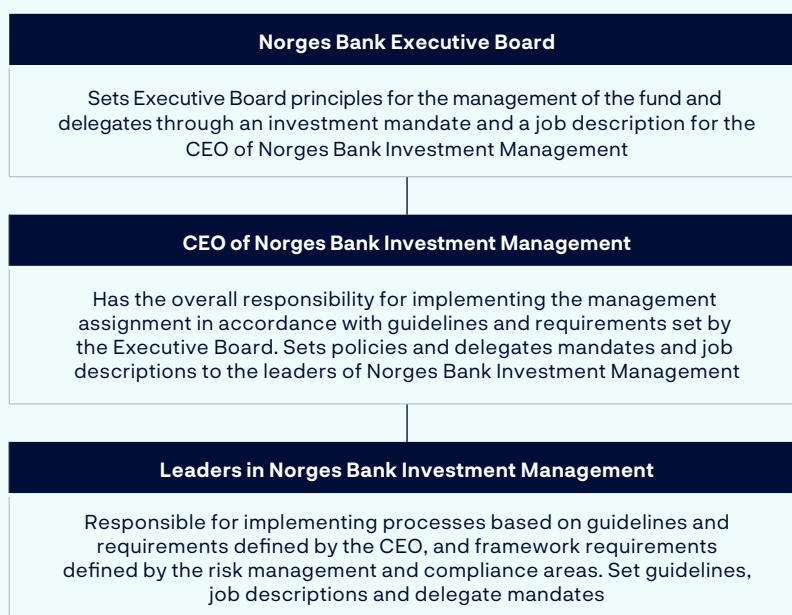 Norges Bank Executive Board
Sets Executive Board principles for the management of the fund and
delegates through an investment mandate and a job description for the
CEO of Norges Bank Investment Management
CEO of Norges Bank Investment Management
Has the overall responsibility for implementing the management
assignment in accordance with guidelines and requirements set by
the Executive Board. Sets policies and delegates mandates and job
descriptions to the leaders of Norges Bank Investment Management
Leaders in Norges Bank Investment Management
Responsible for implementing processes based on guidelines and
requirements defined by the CEO, and framework requirements
defined by the risk management and compliance areas. Set guidelines,
job descriptions and delegate mandates